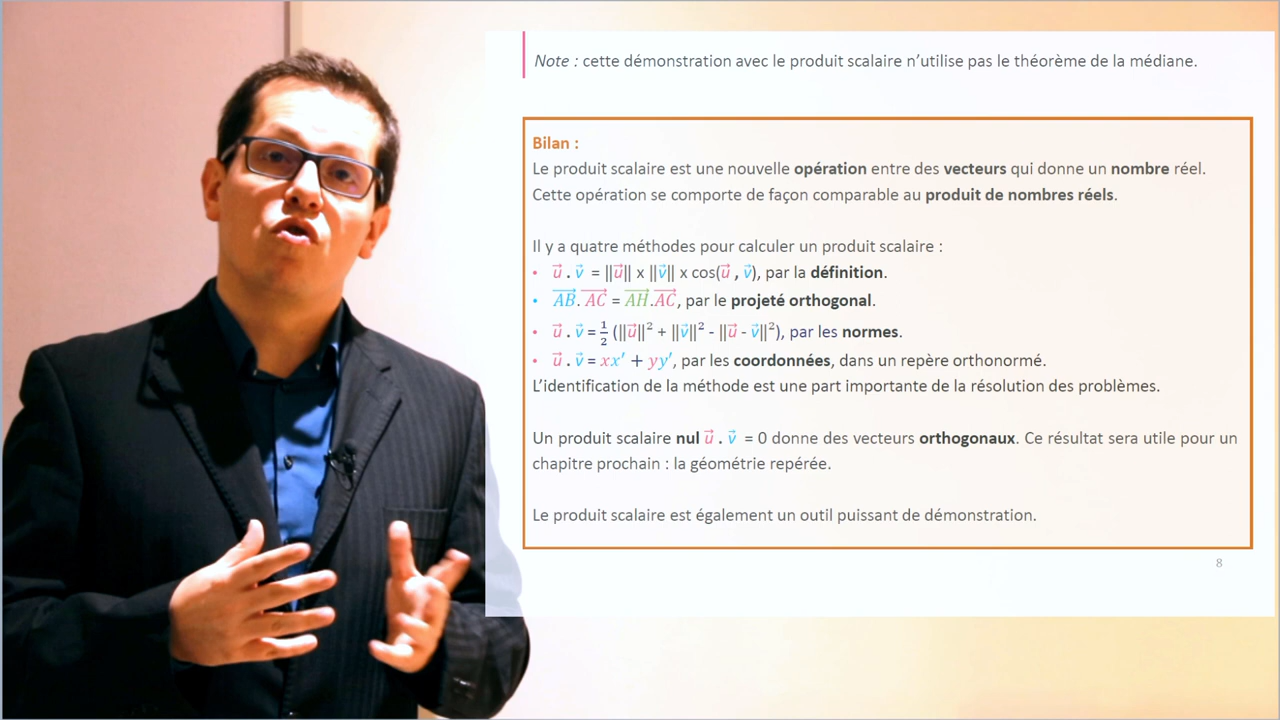 Note : cette démonstration avec le produit scalaire n’utilise pas le théorème de la médiane.
Bilan :
Le produit scalaire est une nouvelle opération entre des vecteurs qui donne un nombre réel.
Cette opération se comporte de façon comparable au produit de nombres réels.
Il y a quatre méthodes pour calculer un produit scalaire :
• u⃗ . v⃗ = ||u⃗|| x ||v⃗|| x cos(u⃗ , v⃗), par la définition.
• A͞B⃗. A͞C⃗ = A͞H⃗.A͞C⃗, par le projeté orthogonal.
• u⃗ . v⃗ = 1/2 (||u⃗||² + ||v⃗||² - ||u⃗ - v⃗||²), par les normes.
• u⃗ . v⃗ = xx′ + yy′, par les coordonnées, dans un repère orthonormé.
L’identification de la méthode est une part importante de la résolution des problèmes.
Un produit scalaire nul u⃗ . v⃗ = 0 donne des vecteurs orthogonaux. Ce résultat sera utile pour un
chapitre prochain : la géométrie repérée.
Le produit scalaire est également un outil puissant de démonstration.
8